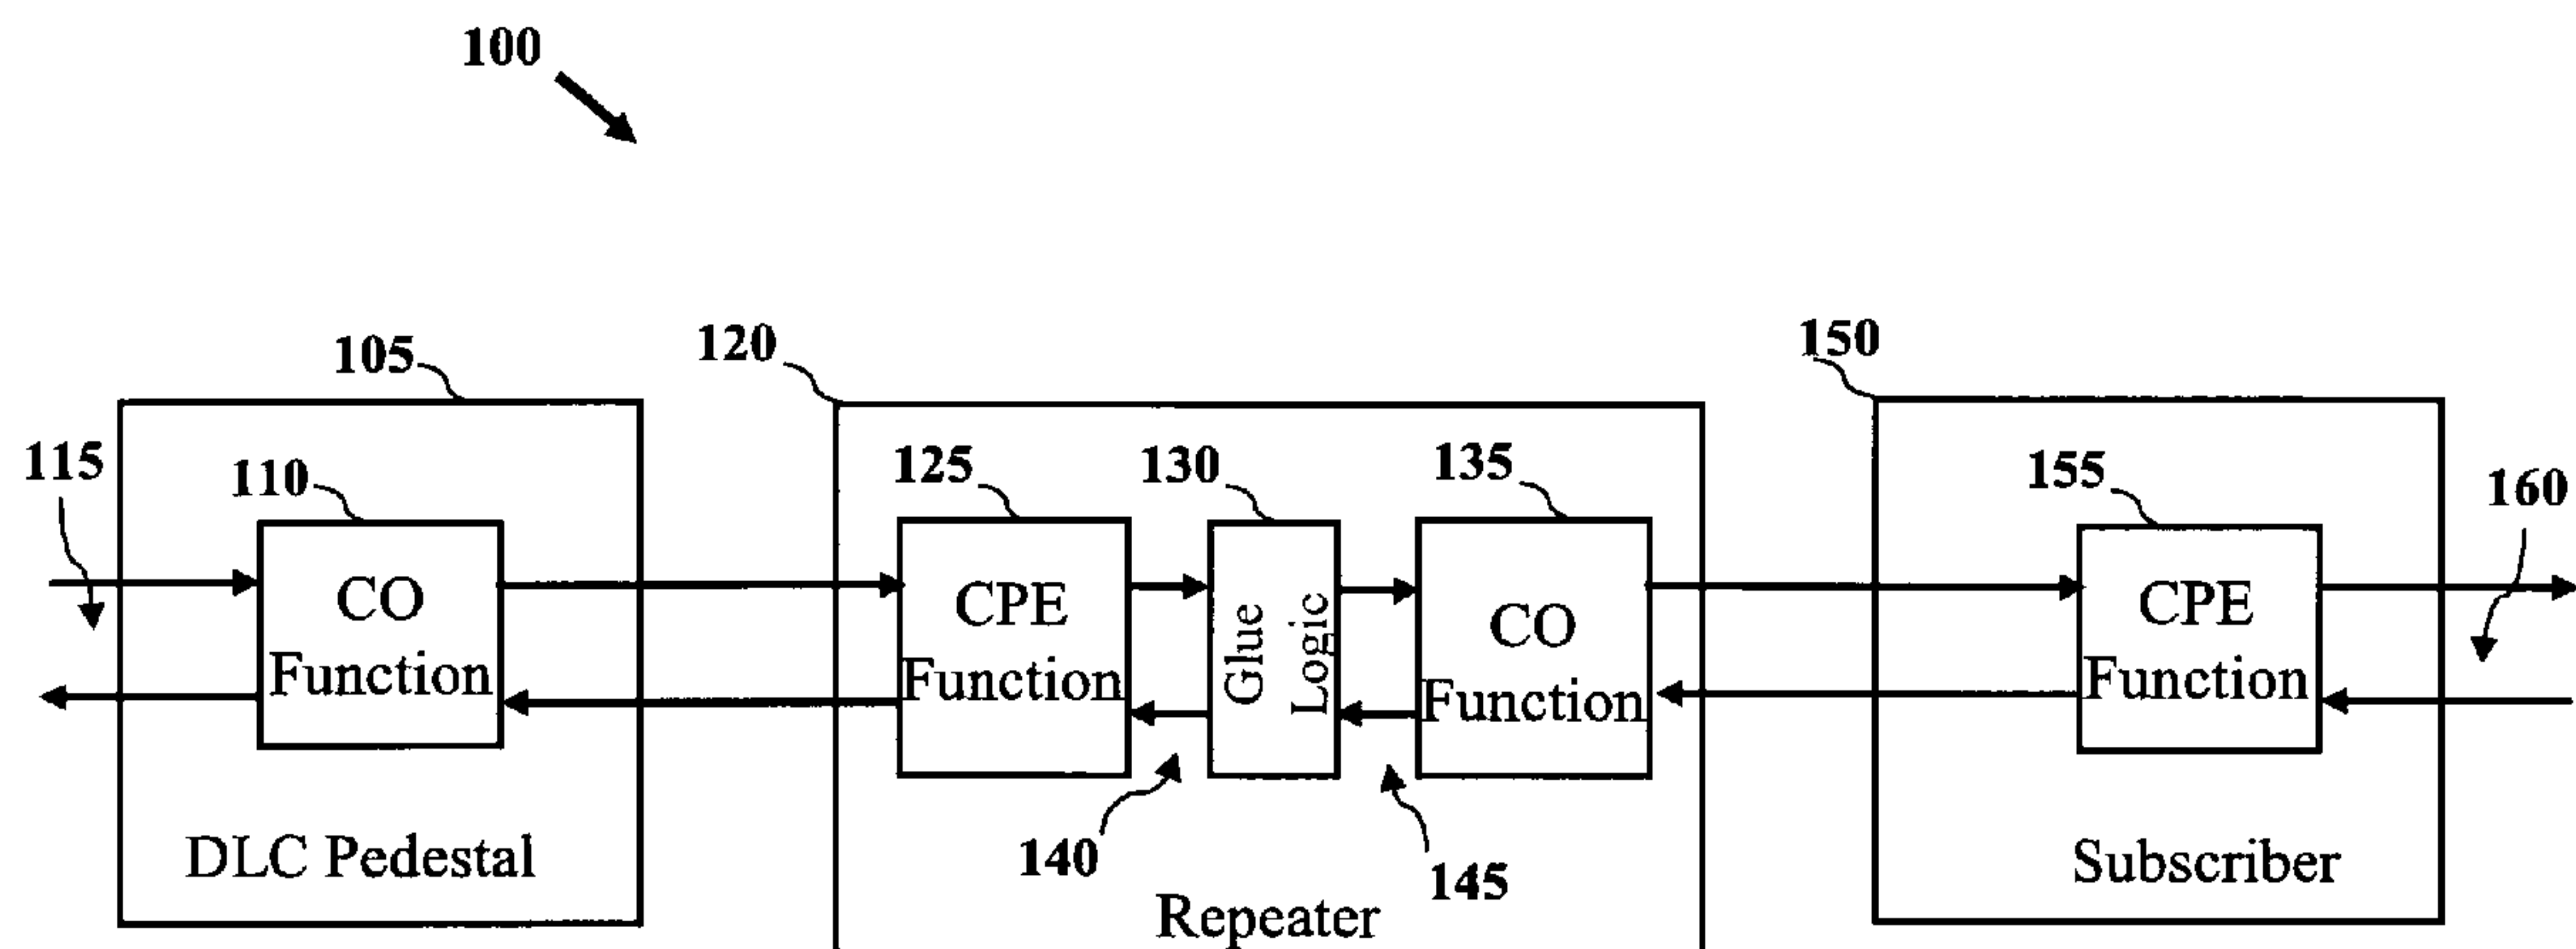 100
105
120
150
115
110
125
130
135
155
160
CO
Function
CPE
Function
Glue
Logic
CO
Function
CPE
Function
140
145
DLC Pedestal
Repeater
Subscriber